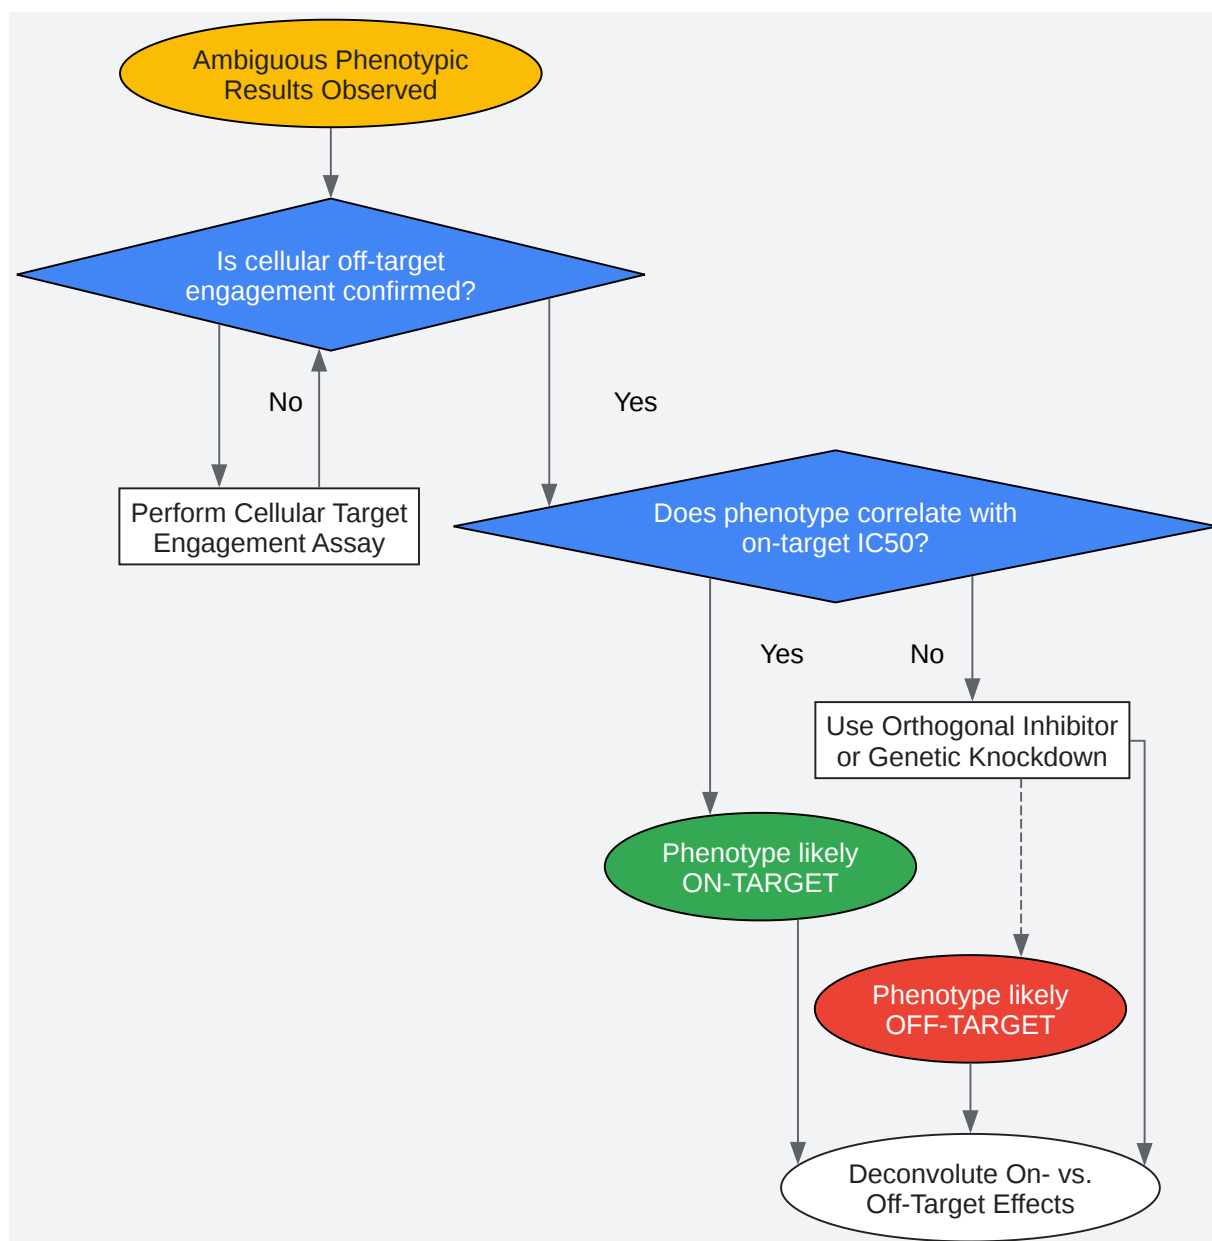 Ambiguous Phenotypic
Results Observed
Is cellular off-target
engagement confirmed?
No
Yes
Perform Cellular Target
Engagement Assay
Does phenotype correlate with
on-target IC50?
Yes
No
Use Orthogonal Inhibitor
or Genetic Knockdown
Phenotype likely
ON-TARGET
Phenotype likely
OFF-TARGET
Deconvolute On- vs.
Off-Target Effects